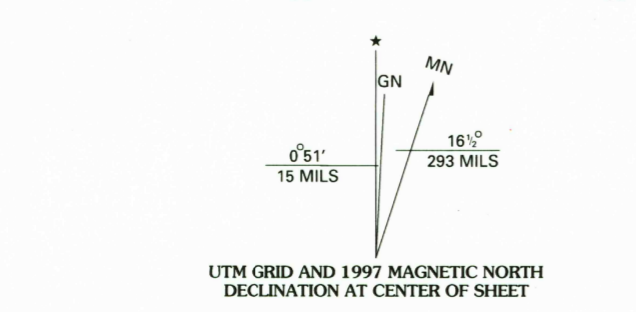 ★
GN
MN
0°51′
15 MILS
16½°
293 MILS
UTM GRID AND 1997 MAGNETIC NORTH
DECLINATION AT CENTER OF SHEET